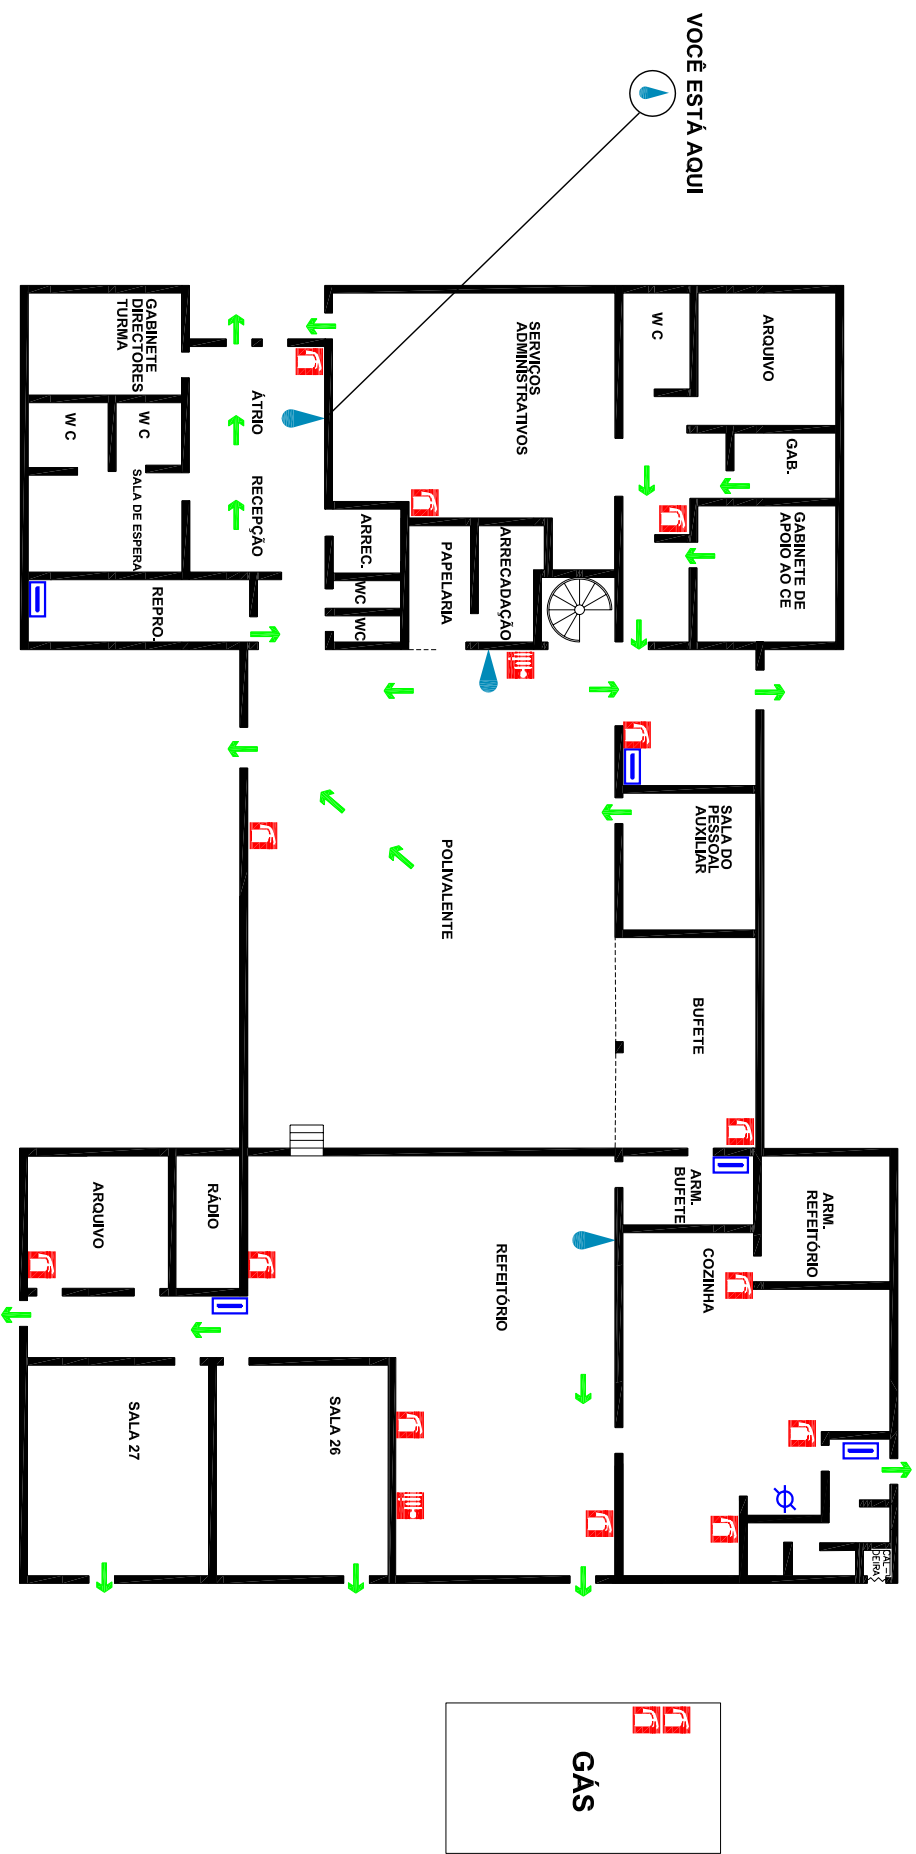 VOCÊ ESTÁ AQUI
ARQUIVO
W C
GAB.
GABINETE DE
APOIO AO CE
SERVIÇOS
ADMINISTRATIVOS
GABINETE
DIRECTORES
TURMA
ÁTRIO
RECEPÇÃO
W C
W C
SALA DE ESPERA
REPRO.
ARREC.
WC
WC
PAPELARIA
ARRECADAÇÃO
SALA DO
PESSOAL
AUXILIAR
POLIVALENTE
BUFETE
ARM.
BUFETE
ARM.
REFEITÓRIO
COZINHA
REFEITÓRIO
RÁDIO
ARQUIVO
SALA 26
SALA 27
CAL-
DEIRA
GÁS